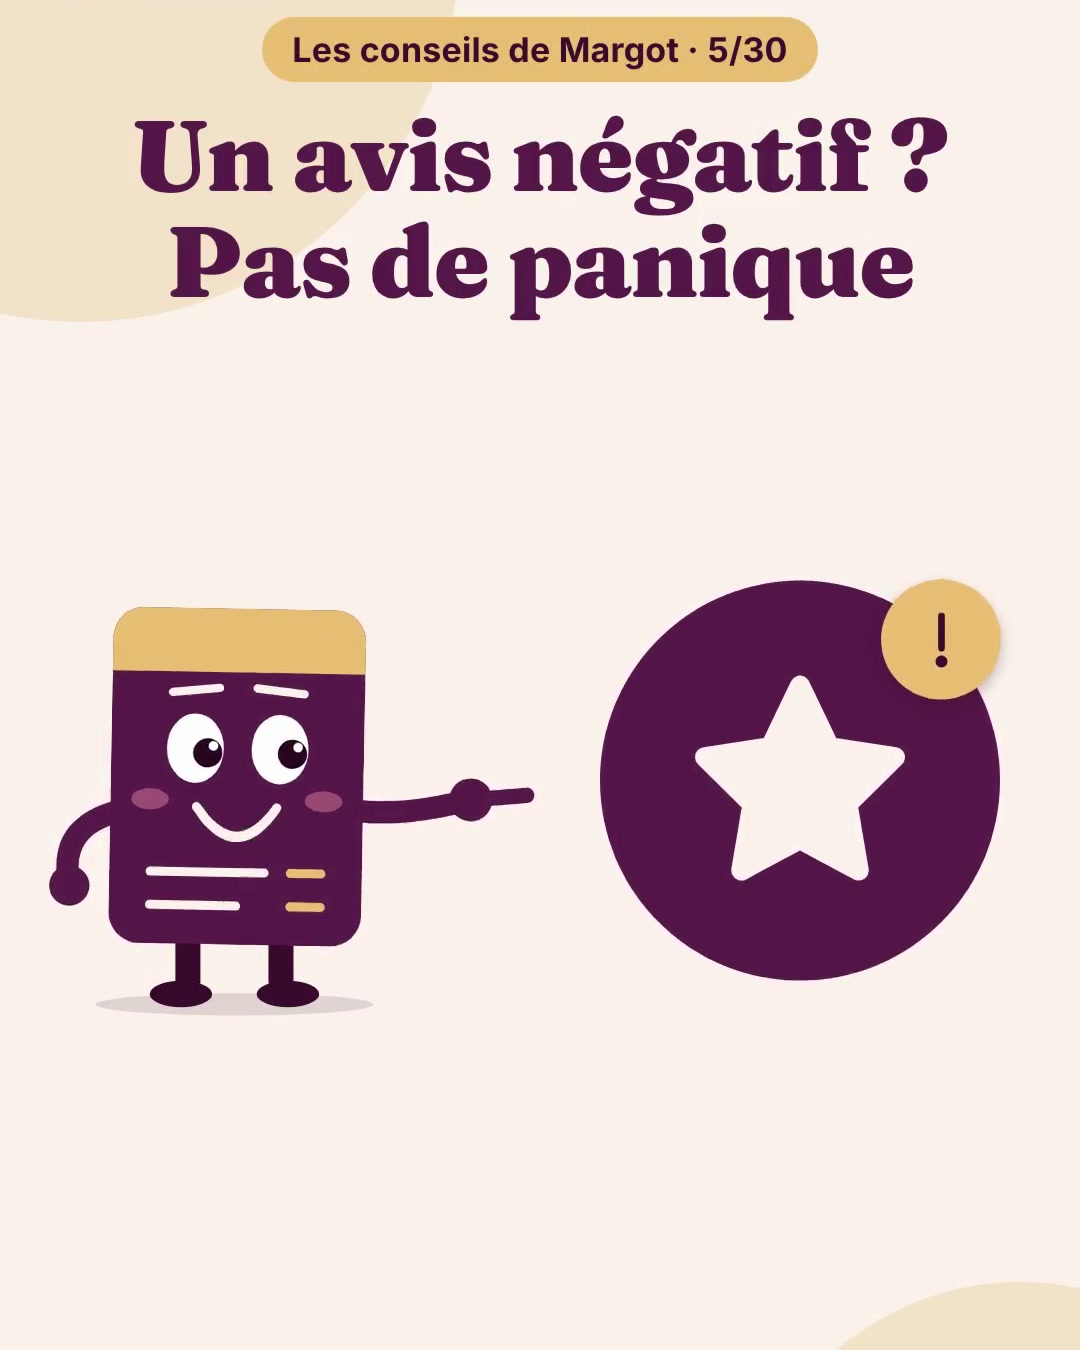 Les conseils de Margot · 5/30
Un avis négatif ?
Pas de panique
!